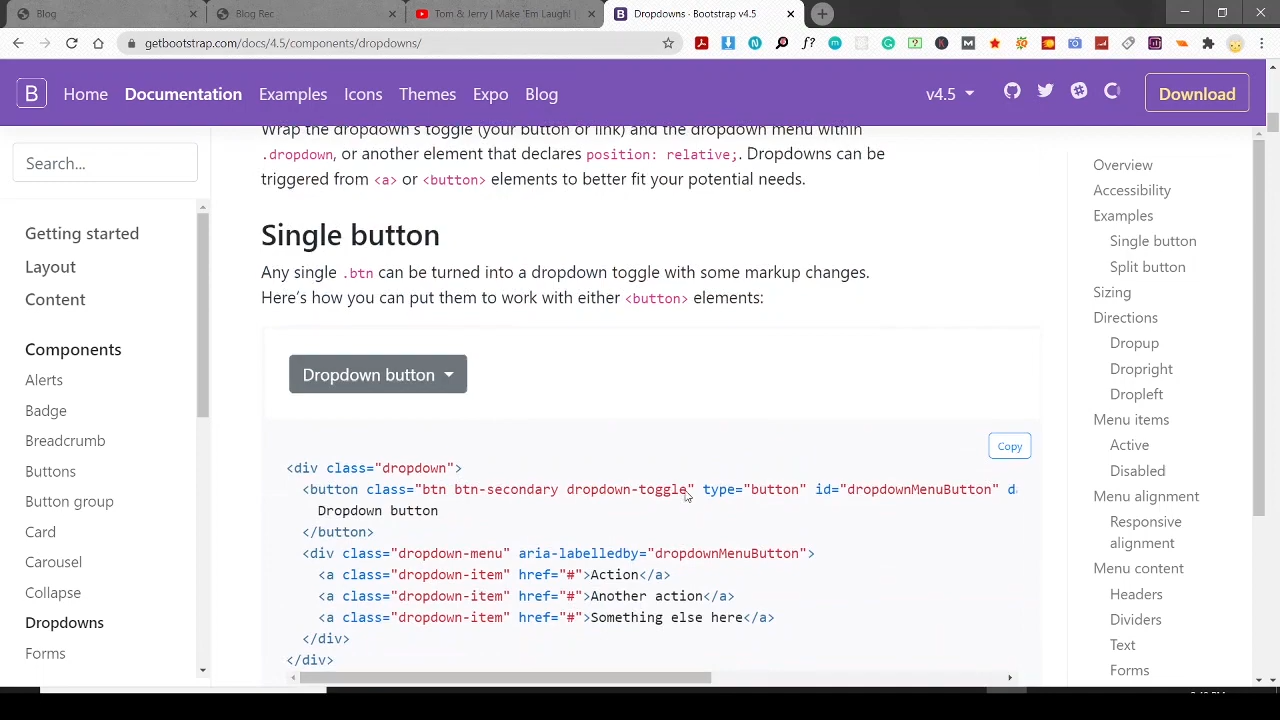 Blog
Blog Rec
Tom & Jerry | Make 'Em Laugh! |
Dropdowns · Bootstrap v4.5
getbootstrap.com/docs/4.5/components/dropdowns/
B Home Documentation Examples Icons Themes Expo Blog v4.5 Download
Search...
Getting started
Layout
Content
Components
Alerts
Badge
Breadcrumb
Buttons
Button group
Card
Carousel
Collapse
Dropdowns
Forms
Wrap the dropdown's toggle (your button or link) and the dropdown menu within
.dropdown, or another element that declares position: relative;. Dropdowns can be
triggered from <a> or <button> elements to better fit your potential needs.
Single button
Any single .btn can be turned into a dropdown toggle with some markup changes.
Here's how you can put them to work with either <button> elements:
Dropdown button
Copy
<div class="dropdown">
<button class="btn btn-secondary dropdown-toggle" type="button" id="dropdownMenuButton" d
Dropdown button
</button>
<div class="dropdown-menu" aria-labelledby="dropdownMenuButton">
<a class="dropdown-item" href="#">Action</a>
<a class="dropdown-item" href="#">Another action</a>
<a class="dropdown-item" href="#">Something else here</a>
</div>
</div>
Overview
Accessibility
Examples
Single button
Split button
Sizing
Directions
Dropup
Dropright
Dropleft
Menu items
Active
Disabled
Menu alignment
Responsive
alignment
Menu content
Headers
Dividers
Text
Forms